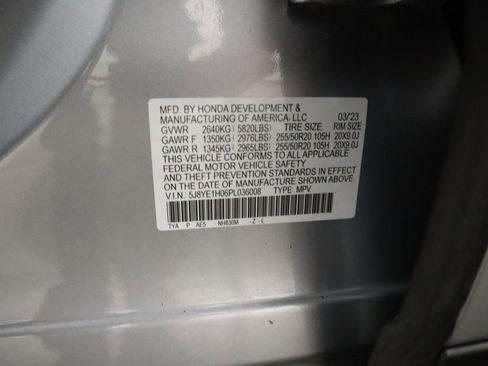 MFD. BY HONDA DEVELOPMENT &
MANUFACTURING OF AMERICA, LLC 03/23
GVWR 2640KG ( 5820LBS) TIRE SIZE RIM SIZE
GAWR F 1350KG ( 2976LBS) 255/50R20 105H 20X9.0J
GAWR R 1345KG ( 2965LBS) 255/50R20 105H 20X9.0J
THIS VEHICLE CONFORMS TO ALL APPLICABLE
FEDERAL MOTOR VEHICLE SAFETY
AND THEFT PREVENTION STANDARDS IN EFFECT
ON THE DATE OF MANUFACTURE SHOWN ABOVE.
V.I.N.: 5J8YE1H06PL036008 TYPE: MPV
TYA P AE5 -NH830M -Z -L